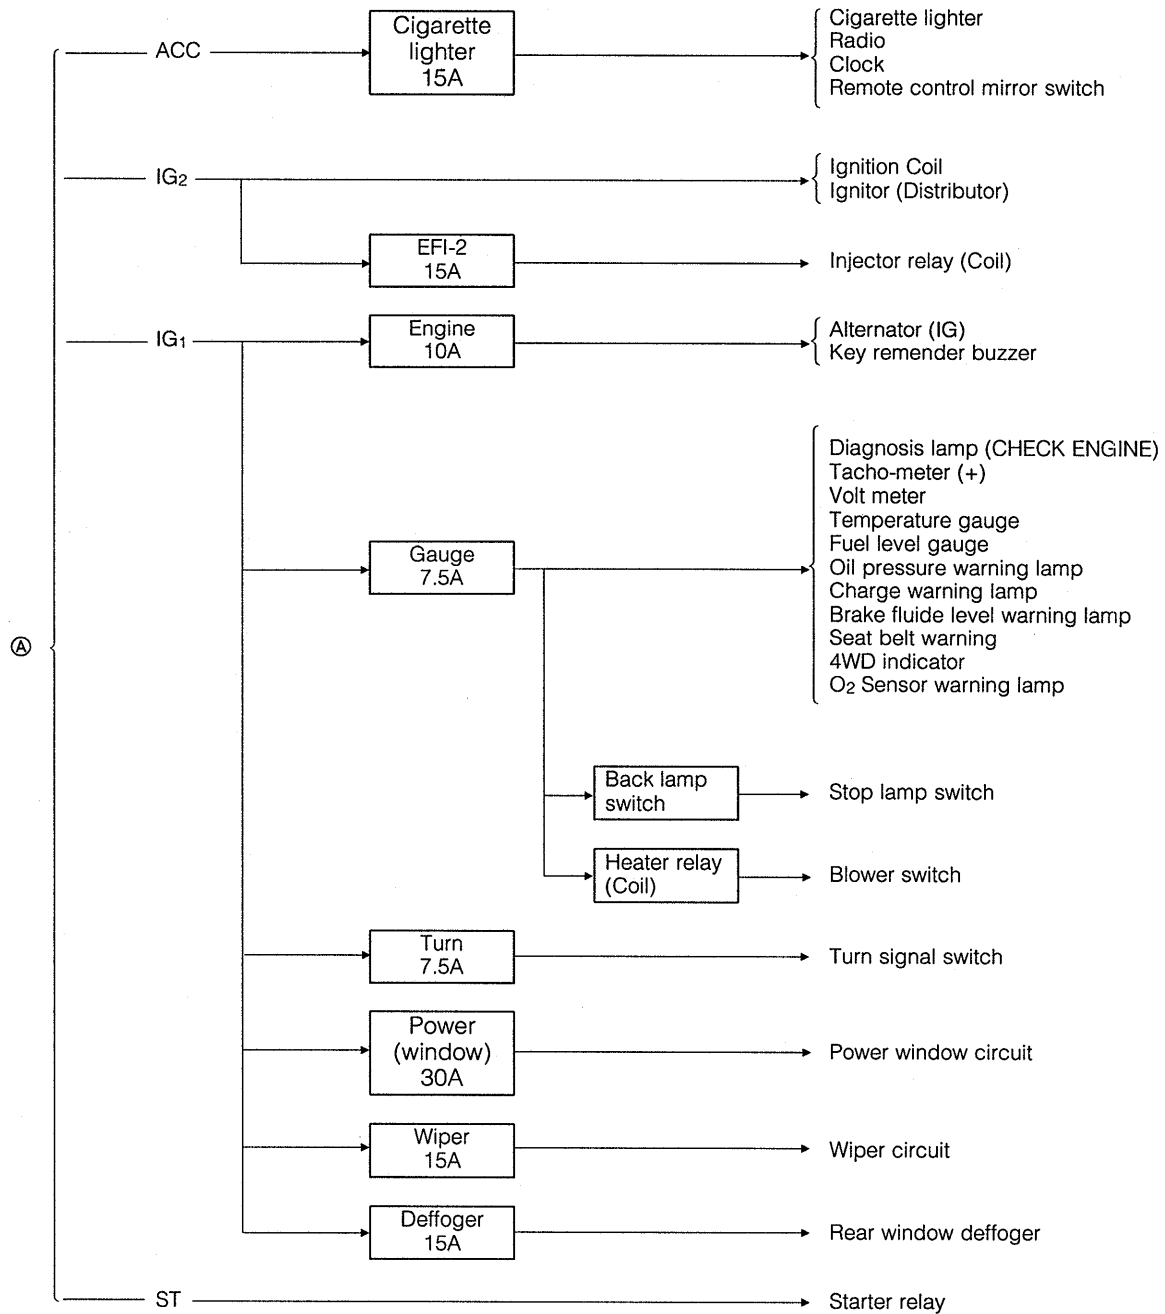 ACC
Cigarette
lighter
15A
Cigarette lighter
Radio
Clock
Remote control mirror switch
IG2
Ignition Coil
Ignitor (Distributor)
EFI-2
15A
Injector relay (Coil)
IG1
Engine
10A
Alternator (IG)
Key remender buzzer
Gauge
7.5A
Diagnosis lamp (CHECK ENGINE)
Tacho-meter (+)
Volt meter
Temperature gauge
Fuel level gauge
Oil pressure warning lamp
Charge warning lamp
Brake fluide level warning lamp
Seat belt warning
4WD indicator
O2 Sensor warning lamp
A
Back lamp
switch
Stop lamp switch
Heater relay
(Coil)
Blower switch
Turn
7.5A
Turn signal switch
Power
(window)
30A
Power window circuit
Wiper
15A
Wiper circuit
Deffoger
15A
Rear window deffoger
ST
Starter relay